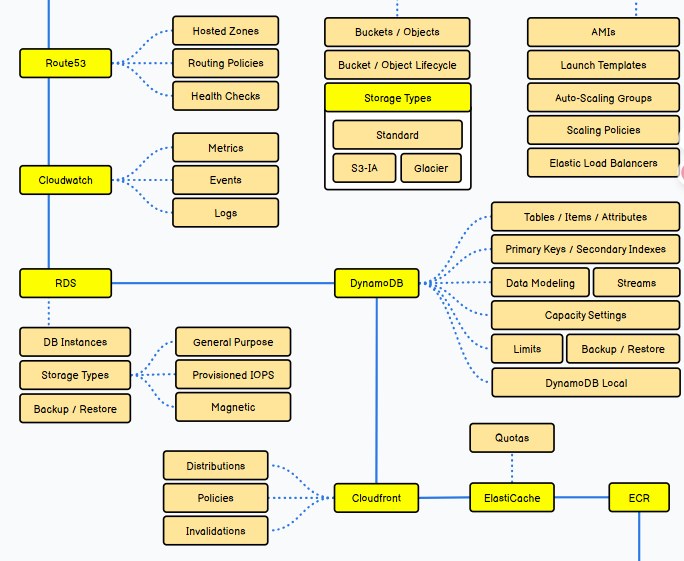 Buckets / Objects
AMIs
Hosted Zones
Route53
Routing Policies
Bucket / Object Lifecycle
Launch Templates
Health Checks
Storage Types
Auto-Scaling Groups
Standard
Scaling Policies
Metrics
S3-IA
Glacier
Elastic Load Balancers
Cloudwatch
Events
Logs
Tables / Items / Attributes
Primary Keys / Secondary Indexes
RDS
DynamoDB
Data Modeling
Streams
Capacity Settings
DB Instances
General Purpose
Limits
Backup / Restore
Storage Types
Provisioned IOPS
DynamoDB Local
Backup / Restore
Magnetic
Quotas
Distributions
Policies
Cloudfront
ElastiCache
ECR
Invalidations